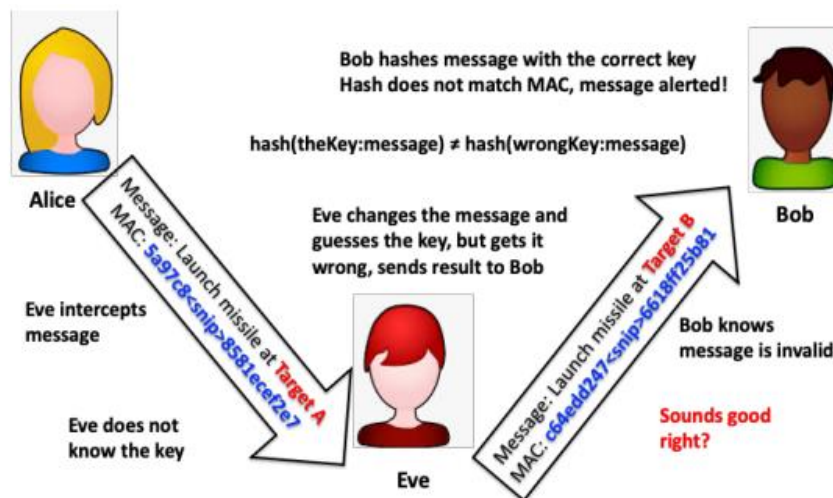 Bob hashes message with the correct key
Hash does not match MAC, message alerted!
hash(theKey:message) ≠ hash(wrongKey:message)
Alice
Bob
Message: Launch missile at Target A
MAC: 5a97c8<snip>8581ecef2e7
Eve changes the message and
guesses the key, but gets it
wrong, sends result to Bob
Message: Launch missile at Target B
MAC: c64edd247<snip>6618ff25b81
Eve intercepts
message
Bob knows
message is invalid
Eve does not
know the key
Sounds good
right?
Eve